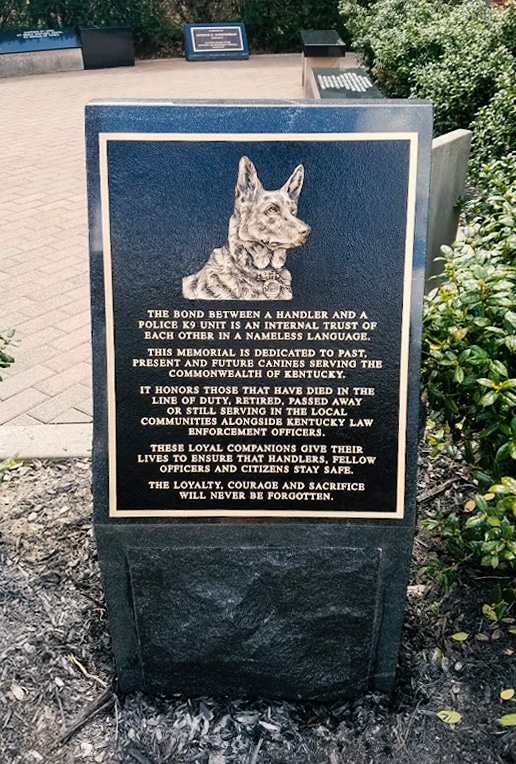 THE BOND BETWEEN A HANDLER AND A
POLICE K9 UNIT IS AN INTERNAL TRUST OF
EACH OTHER IN A NAMELESS LANGUAGE.
THIS MEMORIAL IS DEDICATED TO PAST,
PRESENT AND FUTURE CANINES SERVING THE
COMMONWEALTH OF KENTUCKY.
IT HONORS THOSE THAT HAVE DIED IN THE
LINE OF DUTY, RETIRED, PASSED AWAY
OR STILL SERVING IN THE LOCAL
COMMUNITIES ALONGSIDE KENTUCKY LAW
ENFORCEMENT OFFICERS.
THESE LOYAL COMPANIONS GIVE THEIR
LIVES TO ENSURE THAT HANDLERS, FELLOW
OFFICERS AND CITIZENS STAY SAFE.
THE LOYALTY, COURAGE AND SACRIFICE
WILL NEVER BE FORGOTTEN.